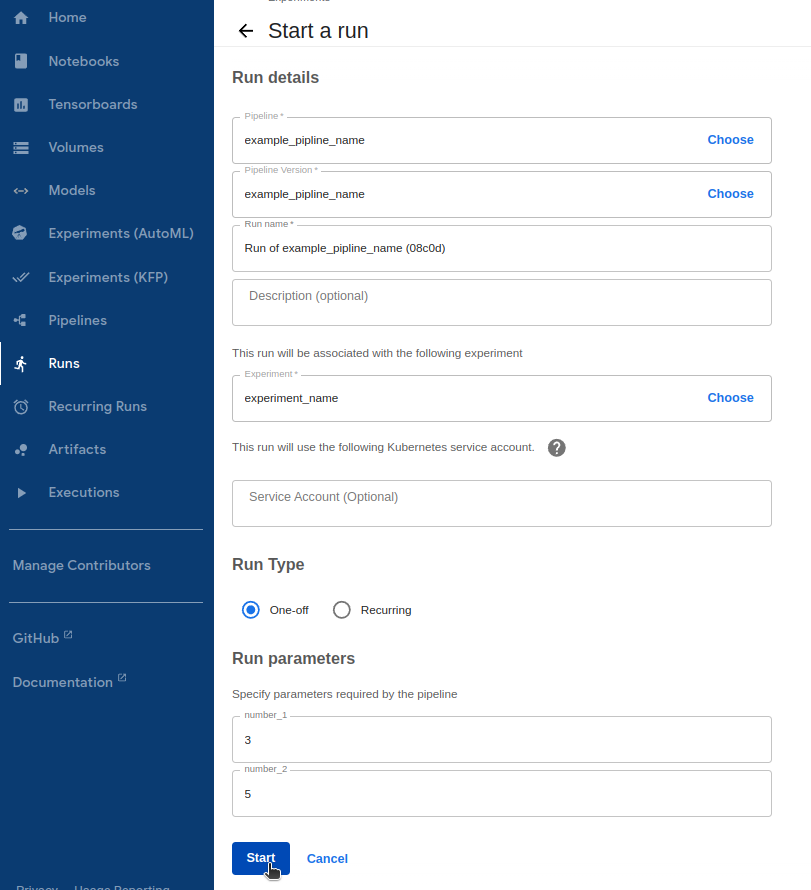 Home
Notebooks
Tensorboards
Volumes
Models
Experiments (AutoML)
Experiments (KFP)
Pipelines
Runs
Recurring Runs
Artifacts
Executions
Manage Contributors
GitHub
Documentation
Privacy Usage Reporting
Experiments
Start a run
Run details
Pipeline *
example_pipline_name Choose
Pipeline Version *
example_pipline_name Choose
Run name *
Run of example_pipline_name (08c0d)
Description (optional)
This run will be associated with the following experiment
Experiment *
experiment_name Choose
This run will use the following Kubernetes service account. ?
Service Account (Optional)
Run Type
One-off Recurring
Run parameters
Specify parameters required by the pipeline
number_1
3
number_2
5
Start Cancel